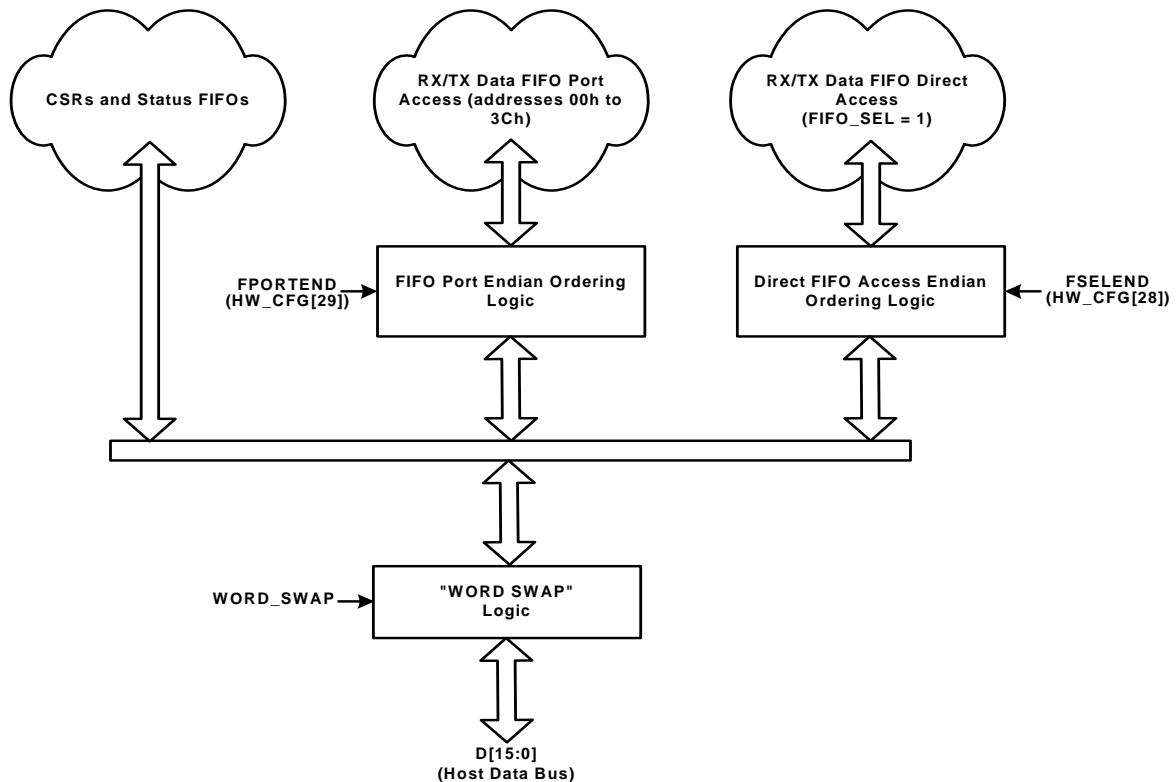 CSRs and Status FIFOs
RX/TX Data FIFO Port
Access (addresses 00h to
3Ch)
RX/TX Data FIFO Direct
Access
(FIFO_SEL = 1)
FPORTEND
(HW_CFG[29])
FIFO Port Endian Ordering
Logic
Direct FIFO Access Endian
Ordering Logic
FSELEND
(HW_CFG[28])
WORD_SWAP
"WORD SWAP"
Logic
D[15:0]
(Host Data Bus)